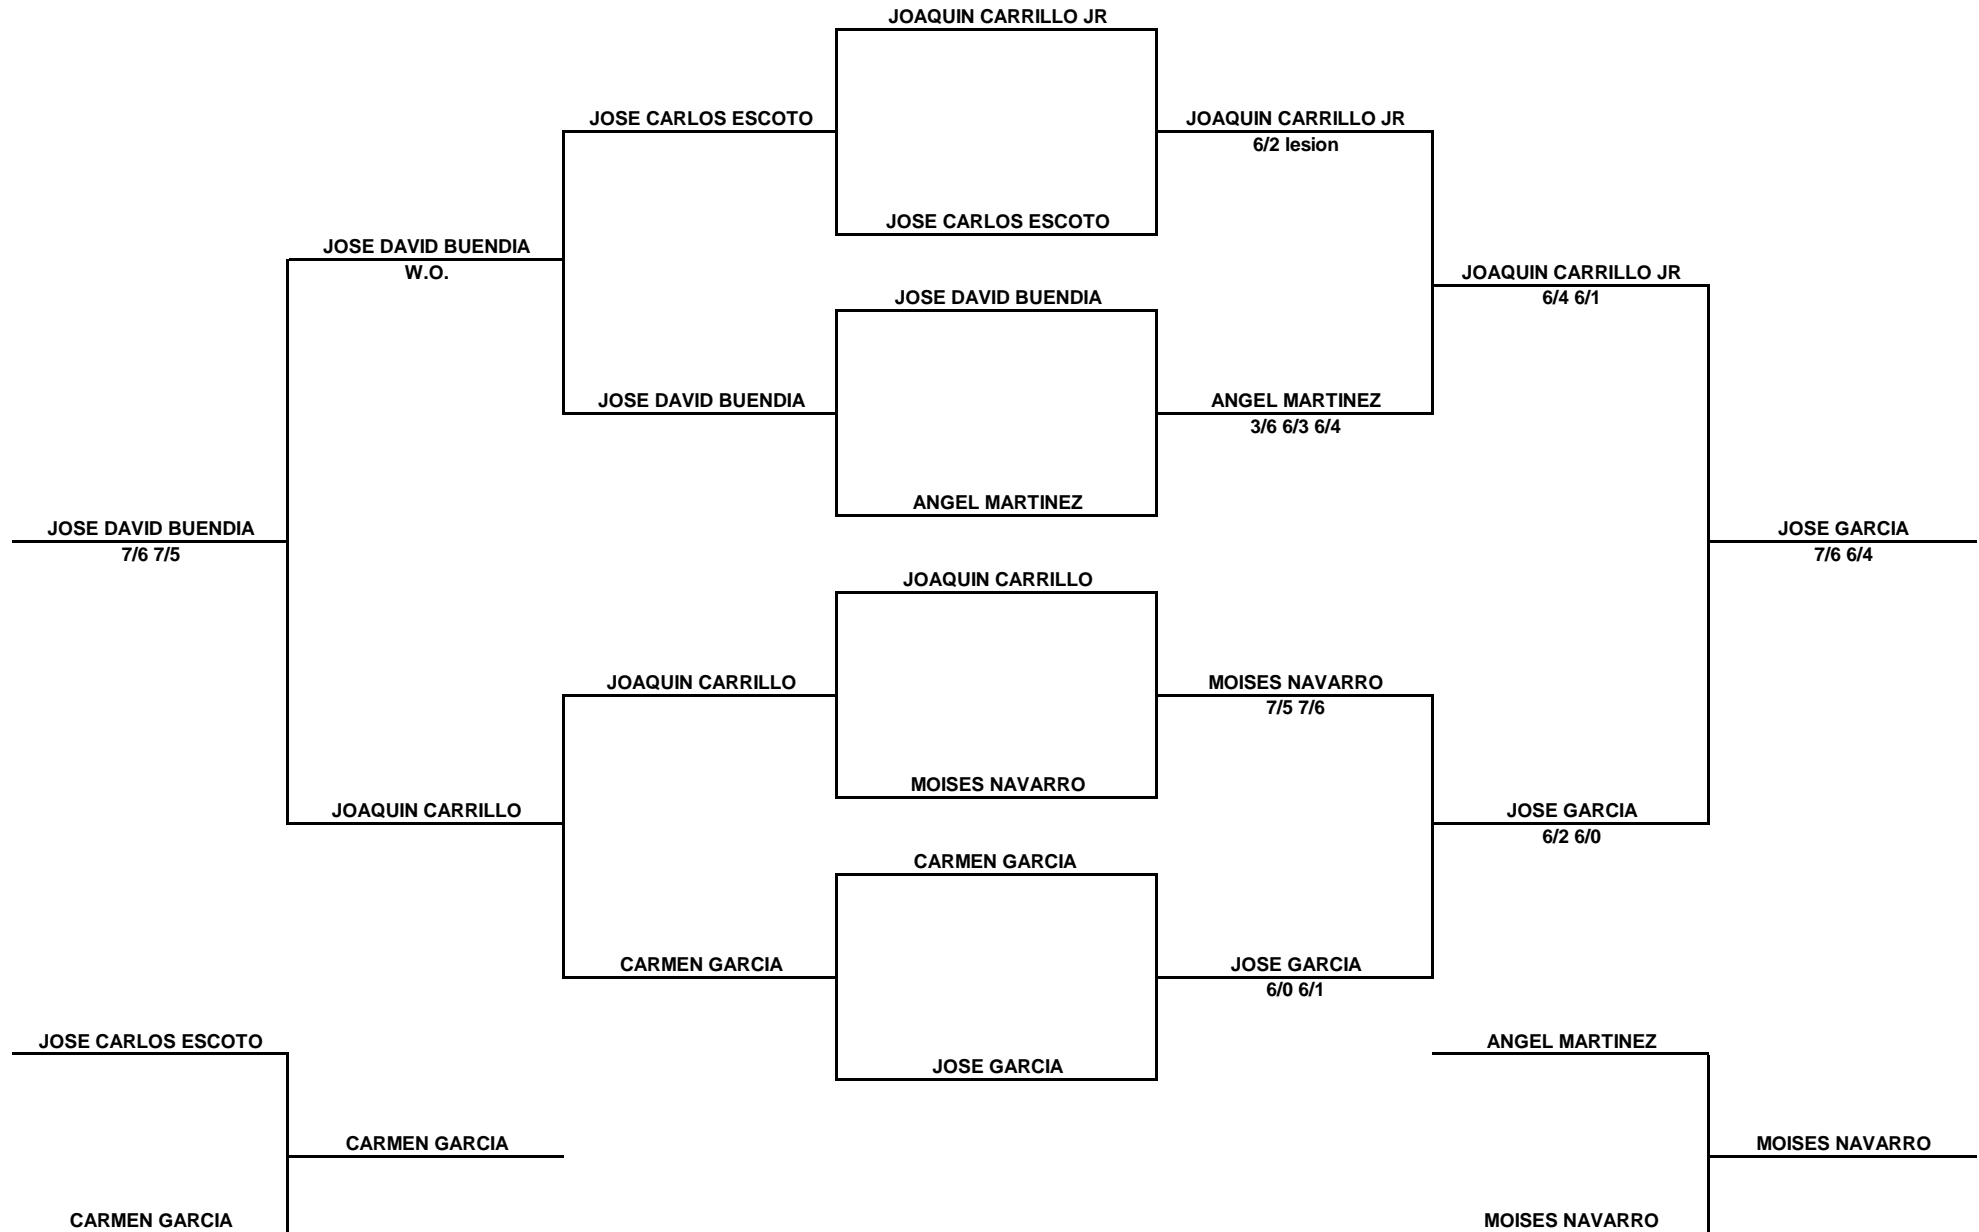 JOAQUIN CARRILLO JR
JOSE CARLOS ESCOTO
JOAQUIN CARRILLO JR
6/2 lesion
JOSE CARLOS ESCOTO
JOSE DAVID BUENDIA
W.O.
JOAQUIN CARRILLO JR
6/4 6/1
JOSE DAVID BUENDIA
JOSE DAVID BUENDIA
ANGEL MARTINEZ
3/6 6/3 6/4
ANGEL MARTINEZ
JOSE DAVID BUENDIA
7/6 7/5
JOSE GARCIA
7/6 6/4
JOAQUIN CARRILLO
JOAQUIN CARRILLO
MOISES NAVARRO
7/5 7/6
MOISES NAVARRO
JOAQUIN CARRILLO
JOSE GARCIA
6/2 6/0
CARMEN GARCIA
CARMEN GARCIA
JOSE GARCIA
6/0 6/1
JOSE CARLOS ESCOTO
ANGEL MARTINEZ
JOSE GARCIA
CARMEN GARCIA
MOISES NAVARRO
CARMEN GARCIA
MOISES NAVARRO